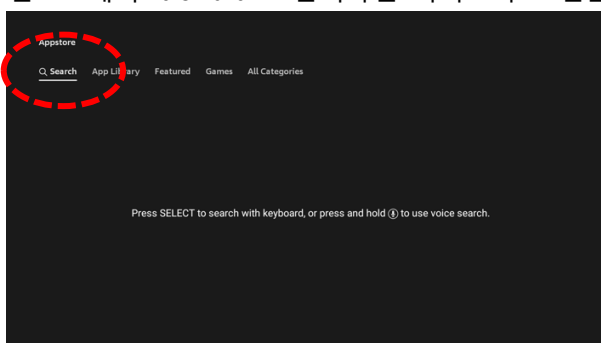 Appstore
Search App Library Featured Games All Categories
Press SELECT to search with keyboard, or press and hold to use voice search.